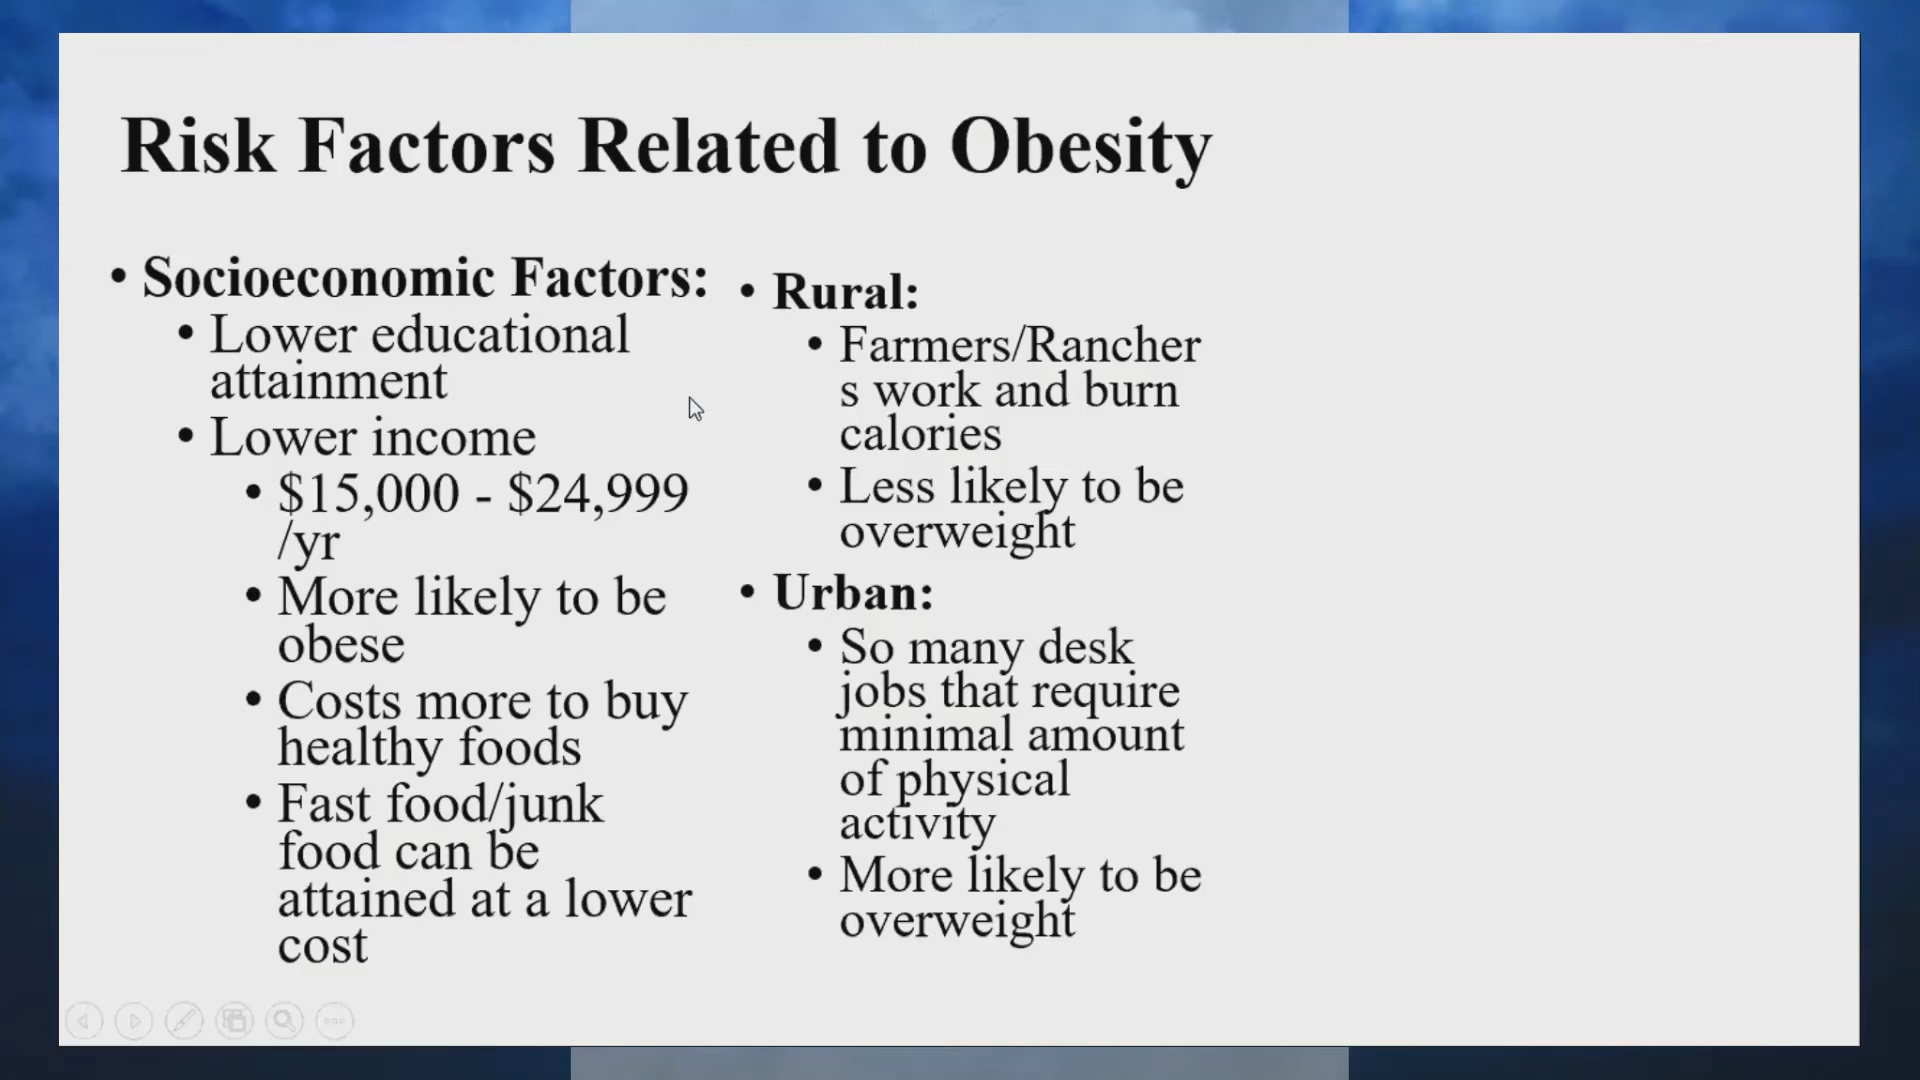 Risk Factors Related to Obesity
• Socioeconomic Factors:
• Lower educational
attainment
• Lower income
• $15,000 - $24,999
/yr
• More likely to be
obese
• Costs more to buy
healthy foods
• Fast food/junk
food can be
attained at a lower
cost
• Rural:
• Farmers/Rancher
s work and burn
calories
• Less likely to be
overweight
• Urban:
• So many desk
jobs that require
minimal amount
of physical
activity
• More likely to be
overweight